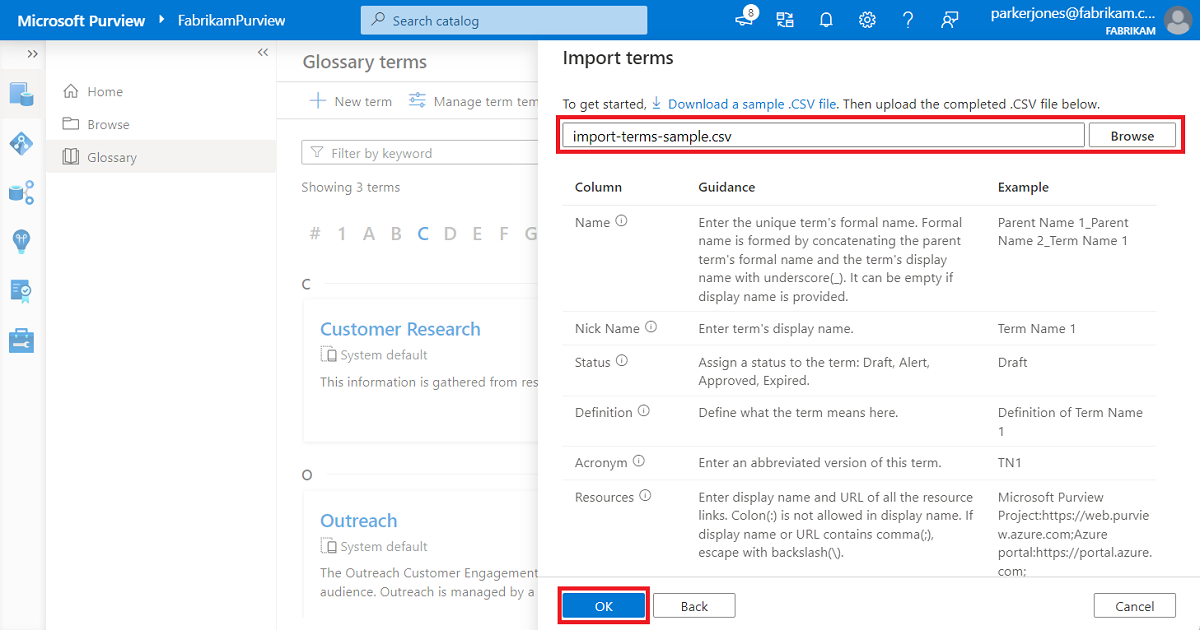 Microsoft Purview
FabrikamPurview
Search catalog
8
parkerjones@fabrikam.c...
FABRIKAM
Home
Browse
Glossary
Glossary terms
New term
Manage term tem
Filter by keyword
Showing 3 terms
# 1 A B C D E F G
C
Customer Research
System default
This information is gathered from res
O
Outreach
System default
The Outreach Customer Engagement
audience. Outreach is managed by a
Import terms
To get started, Download a sample .CSV file. Then upload the completed .CSV file below.
import-terms-sample.csv
Browse
Column Guidance Example
Name
Enter the unique term's formal name. Formal
name is formed by concatenating the parent
term's formal name and the term's display
name with underscore(_). It can be empty if
display name is provided.
Parent Name 1_Parent
Name 2_Term Name 1
Nick Name
Enter term's display name.
Term Name 1
Status
Assign a status to the term: Draft, Alert,
Approved, Expired.
Draft
Definition
Define what the term means here.
Definition of Term Name
1
Acronym
Enter an abbreviated version of this term.
TN1
Resources
Enter display name and URL of all the resource
links. Colon(:) is not allowed in display name. If
display name or URL contains comma(;),
escape with backslash(\).
Microsoft Purview
Project:https://web.purvie
w.azure.com;Azure
portal:https://portal.azure.
com;
OK
Back
Cancel